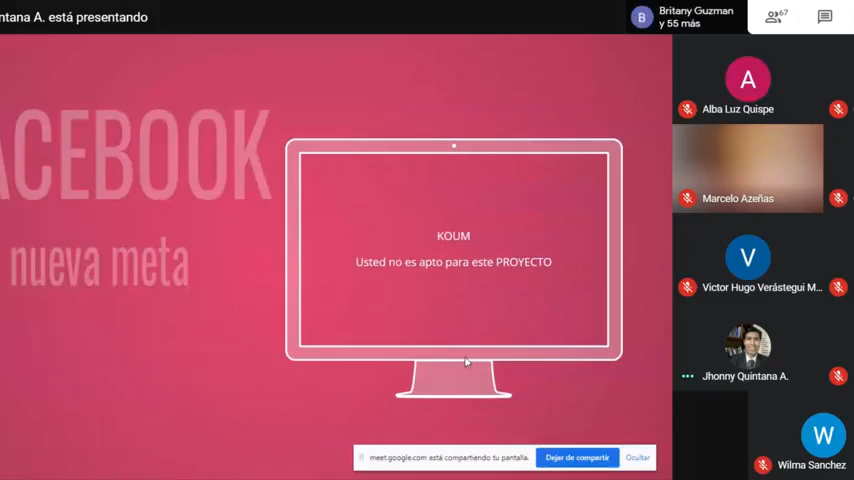 ntana A. está presentando
Britany Guzman
y 55 más
67
ACEBOOK
nueva meta
KOUM
Usted no es apto para este PROYECTO
meet.google.com está compartiendo tu pantalla.
Dejar de compartir
Ocultar
B
A
Alba Luz Quispe
Marcelo Azeñas
V
Victor Hugo Verástegui M...
Jhonny Quintana A.
W
Wilma Sanchez